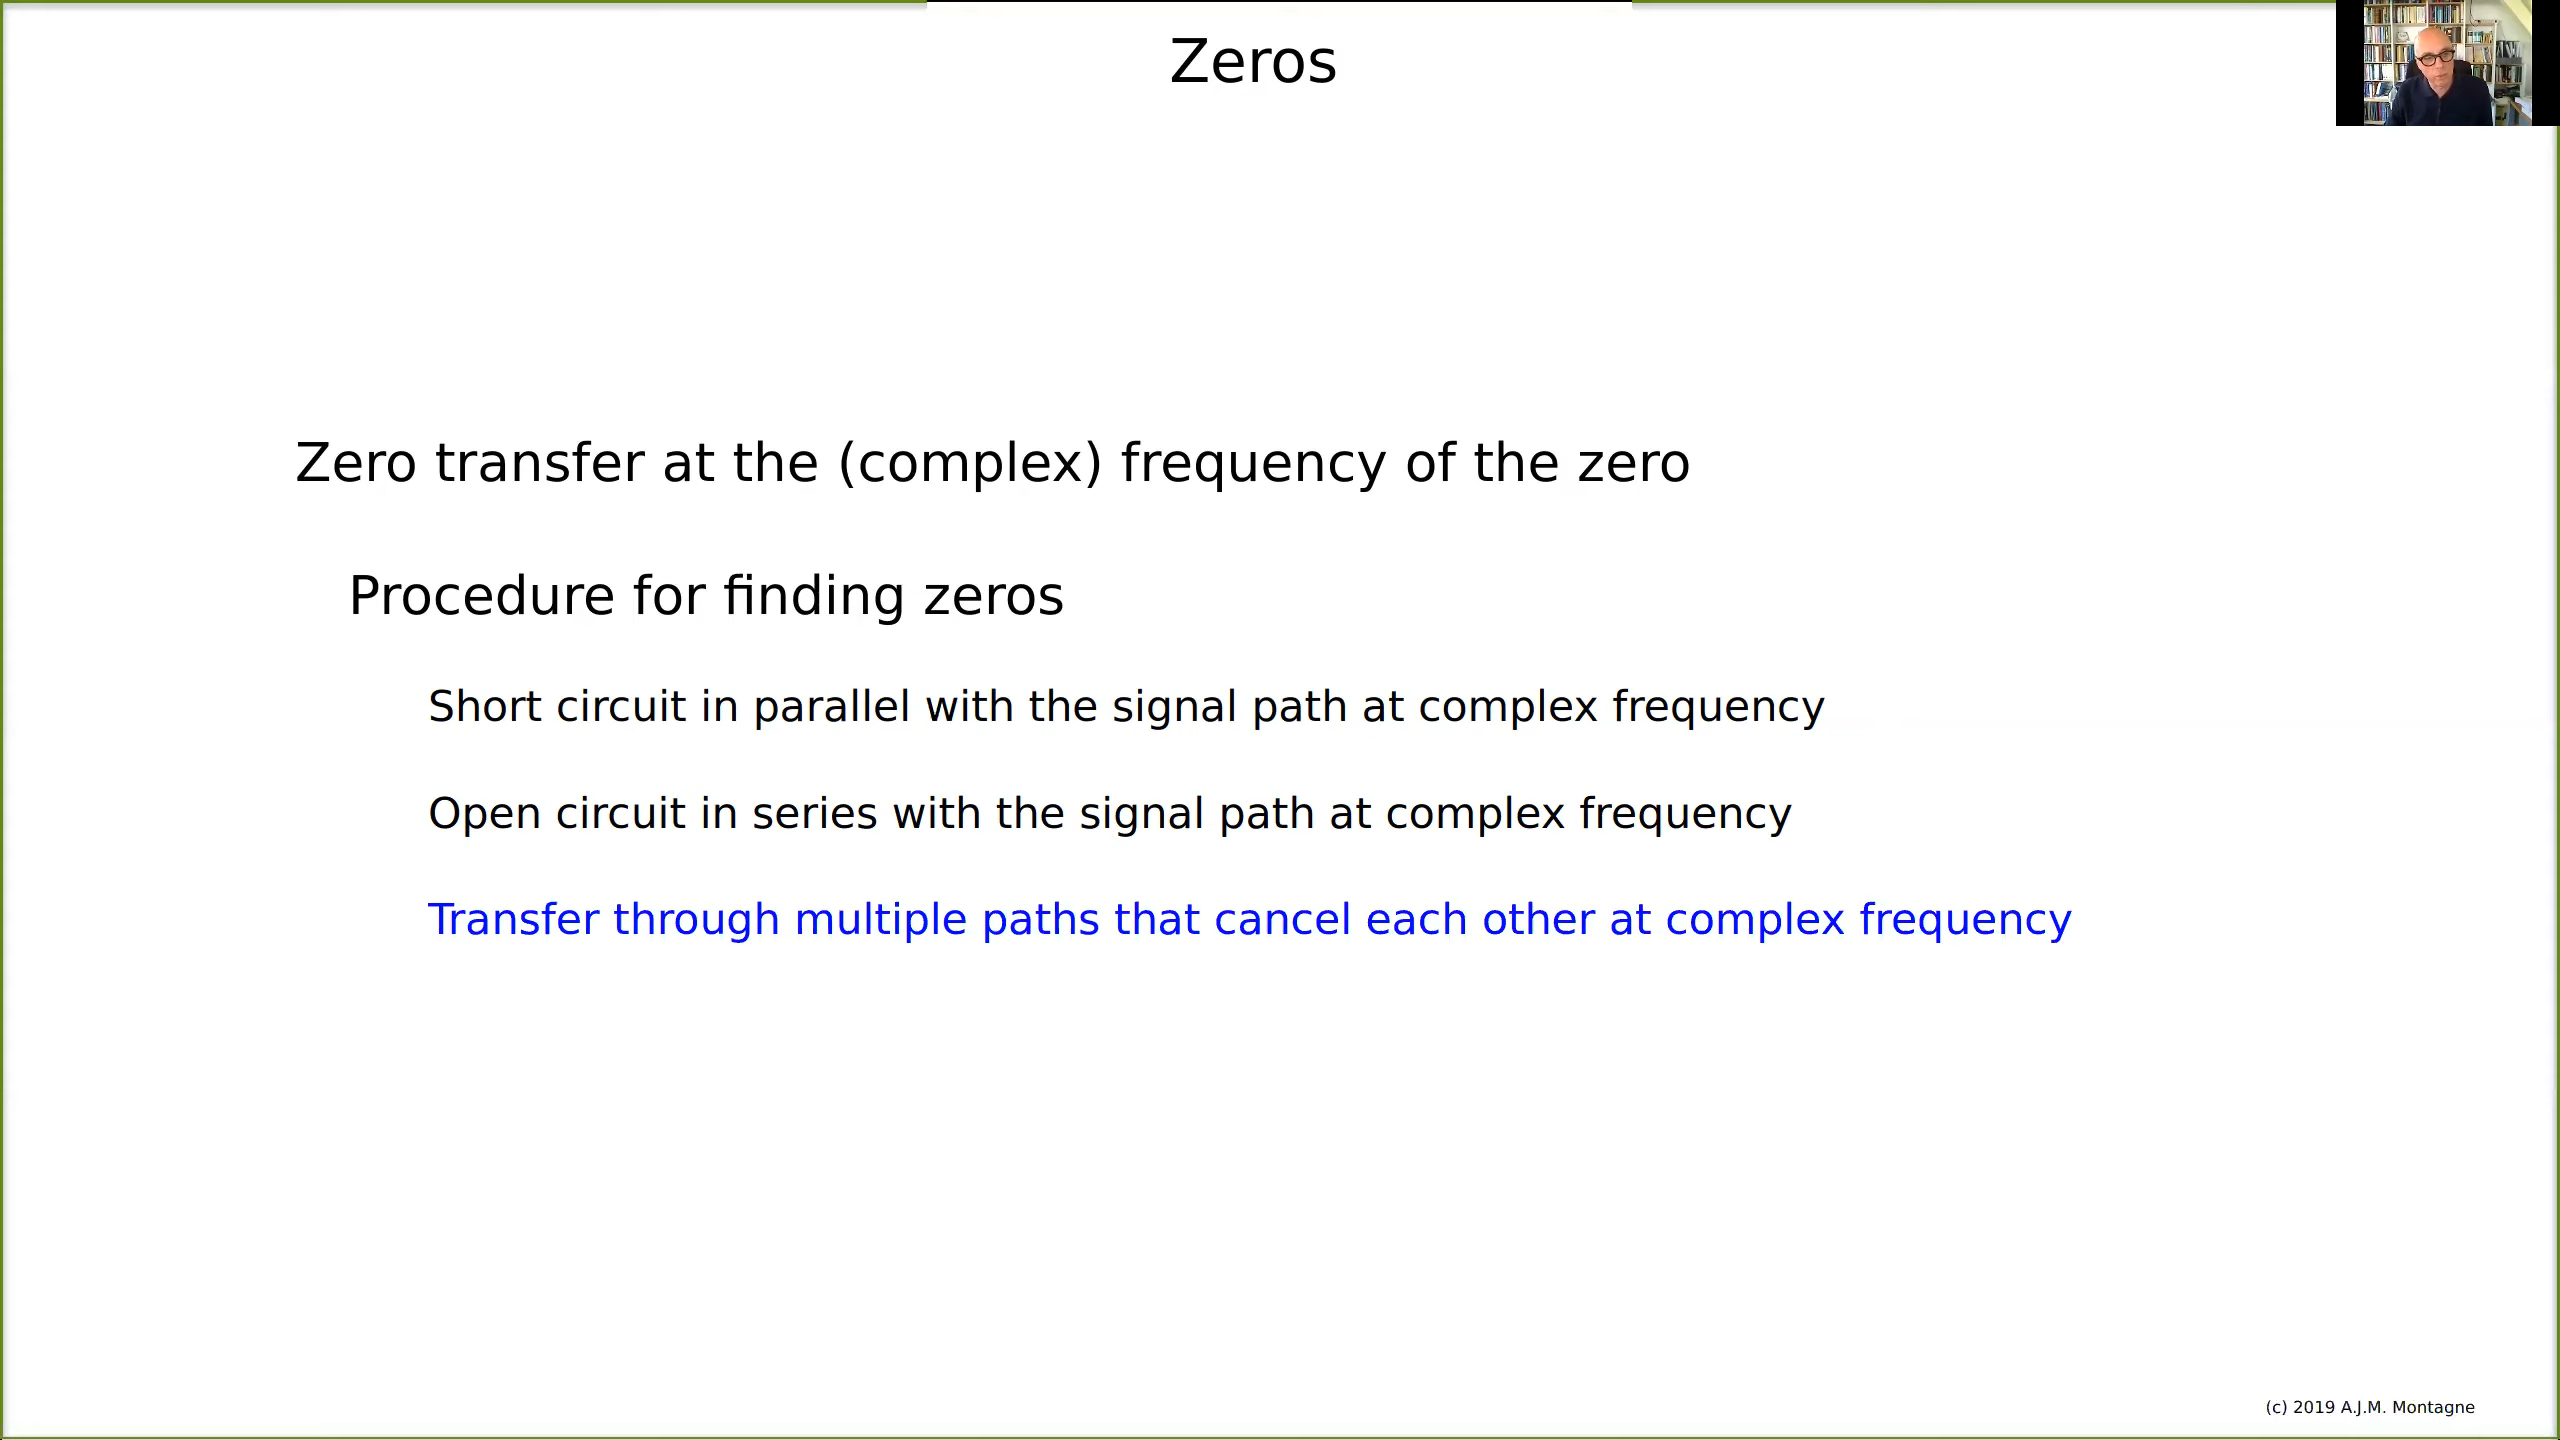 Zeros
Zero transfer at the (complex) frequency of the zero
Procedure for finding zeros
Short circuit in parallel with the signal path at complex frequency
Open circuit in series with the signal path at complex frequency
Transfer through multiple paths that cancel each other at complex frequency
(c) 2019 A.J.M. Montagne